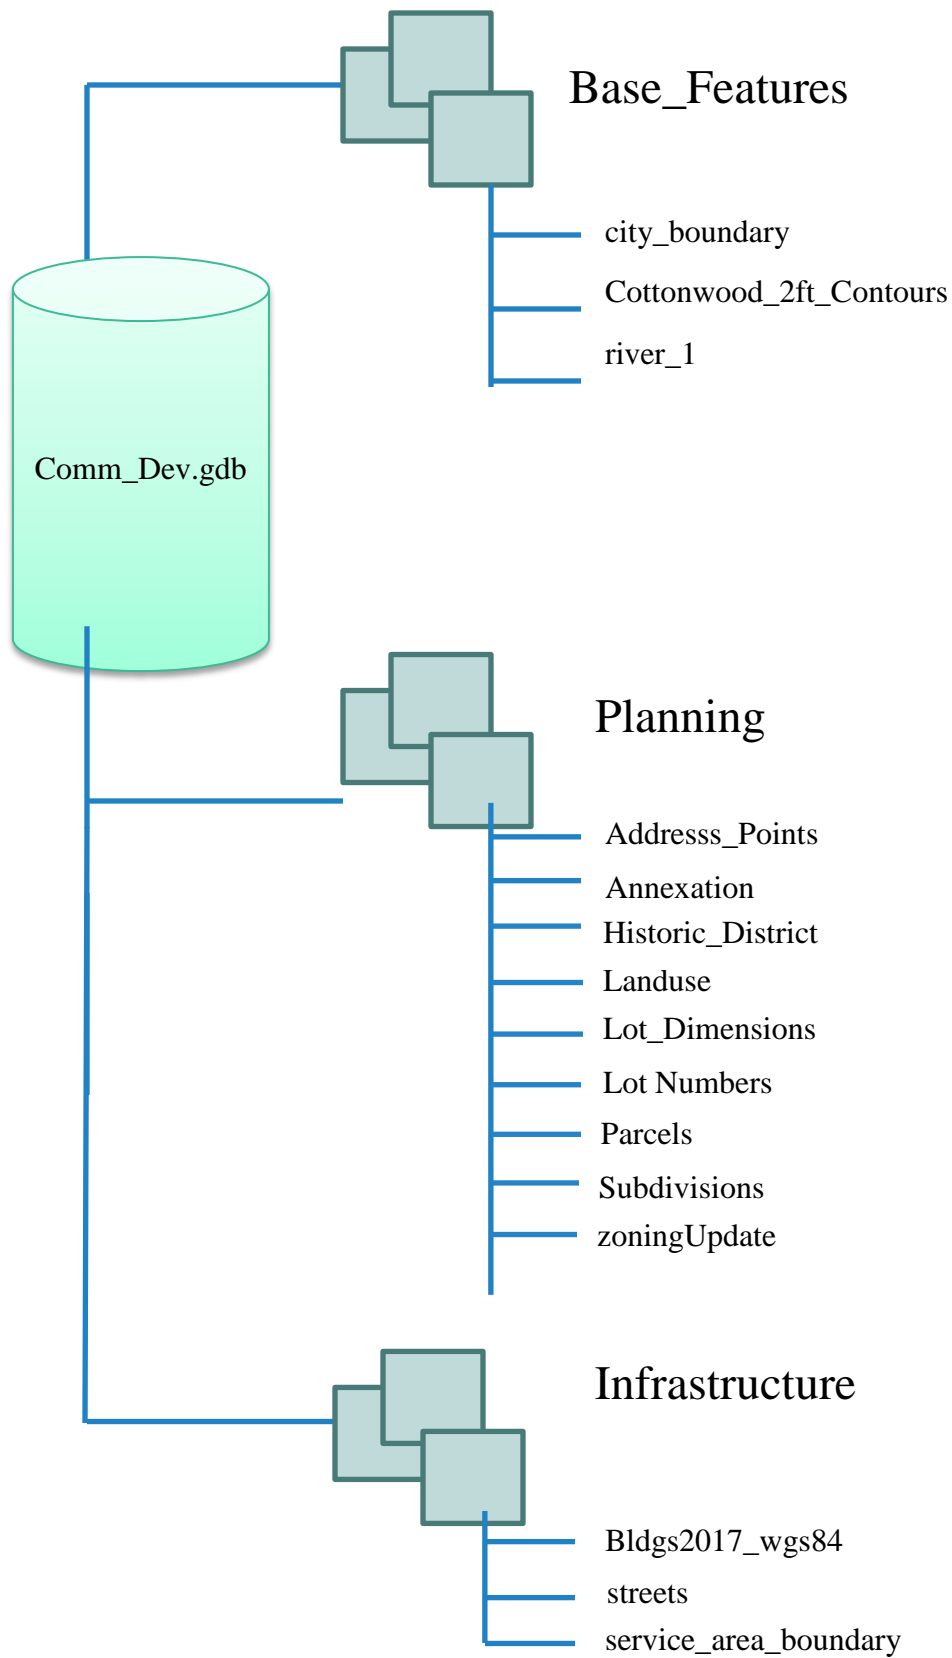 Base_Features
city_boundary
Cottonwood_2ft_Contours
river_1
Comm_Dev.gdb
Planning
Addresss_Points
Annexation
Historic_District
Landuse
Lot_Dimensions
Lot Numbers
Parcels
Subdivisions
zoningUpdate
Infrastructure
Bldgs2017_wgs84
streets
service_area_boundary